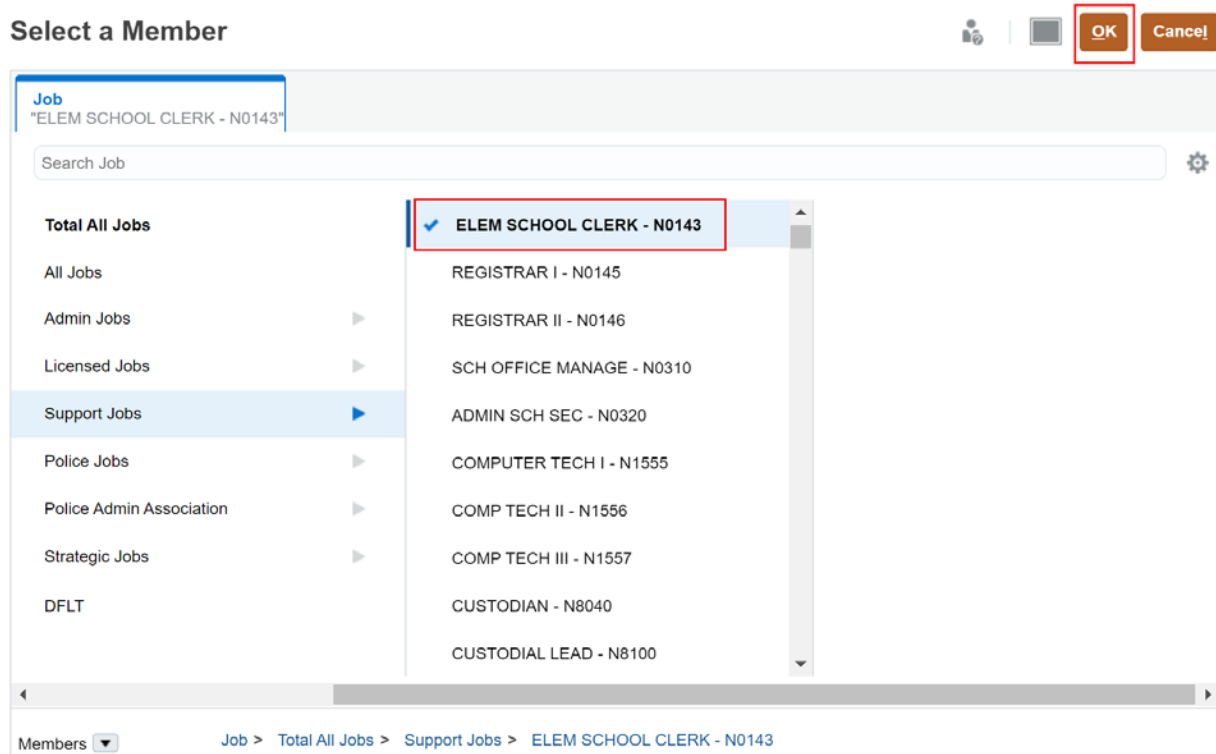 Select a Member
OK
Cancel
Job
"ELEM SCHOOL CLERK - N0143"
Search Job
Total All Jobs
All Jobs
Admin Jobs
Licensed Jobs
Support Jobs
Police Jobs
Police Admin Association
Strategic Jobs
DFLT
ELEM SCHOOL CLERK - N0143
REGISTRAR I - N0145
REGISTRAR II - N0146
SCH OFFICE MANAGE - N0310
ADMIN SCH SEC - N0320
COMPUTER TECH I - N1555
COMP TECH II - N1556
COMP TECH III - N1557
CUSTODIAN - N8040
CUSTODIAL LEAD - N8100
Members
Job > Total All Jobs > Support Jobs > ELEM SCHOOL CLERK - N0143